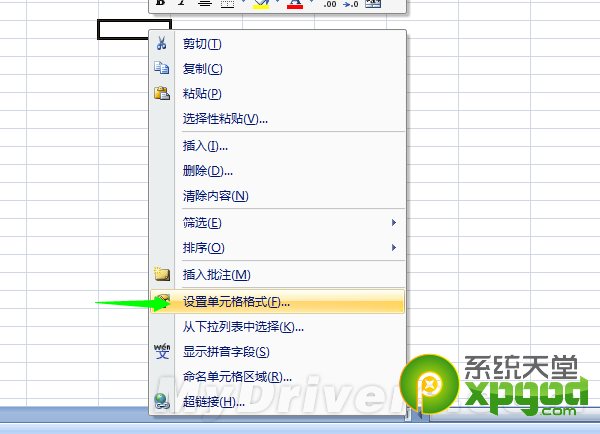 B I
.00 →.0
剪切(T)
复制(C)
粘贴(P)
选择性粘贴(V)...
插入(I)...
删除(D)...
清除内容(N)
筛选(E)
排序(O)
插入批注(M)
设置单元格格式(F)...
从下拉列表中选择(K)...
wén
文
显示拼音字段(S)
命名单元格区域(R)...
超链接(H)...
MyDrivers
系统天堂
xpgod